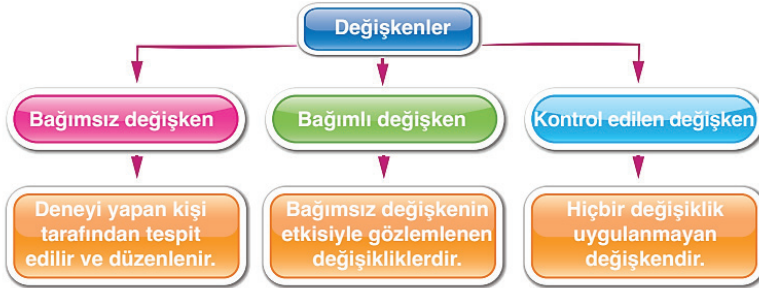 Değişkenler
Bağımsız değişken
Bağımlı değişken
Kontrol edilen değişken
Deneyi yapan kişi
tarafından tespit
edilir ve düzenlenir.
Bağımsız değişkenin
etkisiyle gözlemlenen
değişikliklerdir.
Hiçbir değişiklik
uygulanmayan
değişkendir.